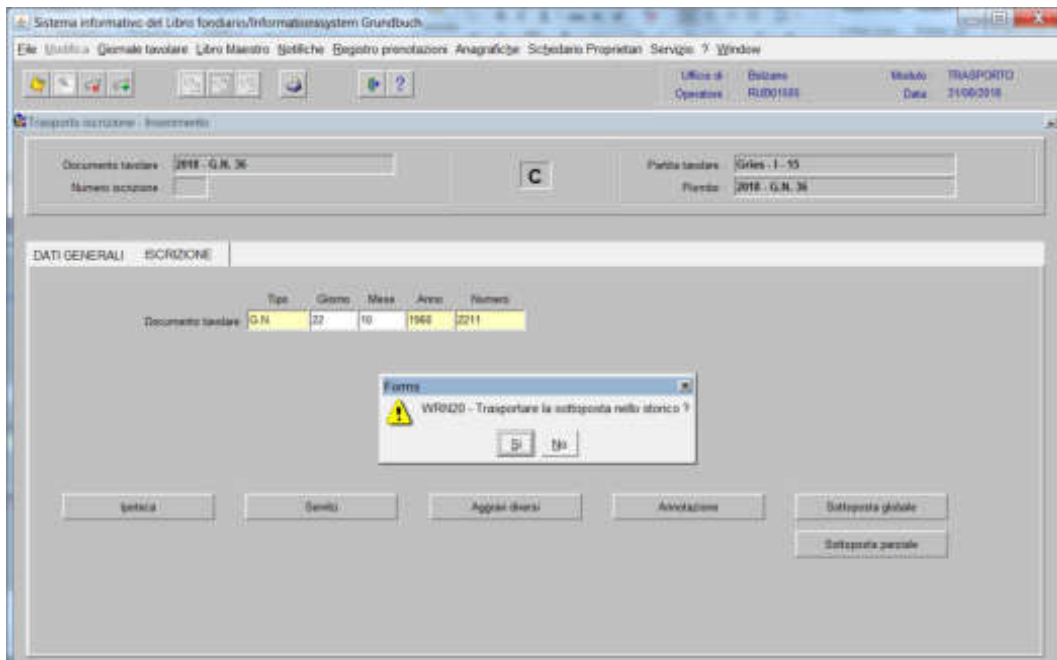 Sistema informativo del Libro fondiario/Informationssystem Grundbuch
File Modifica Giornale tavolare Libro Maestro Notifiche Registro prenotazioni Anagrafiche Schedario Proprietari Servizio ? Window
Ufficio di Bolzano Modulo TRASPORTO
Operatore Data 31/08/2018
Trasporto iscrizione - Inserimento
Documento tavolare 2018 - G.N. 36 C Partita tavolare Gries - I - 15
Numero iscrizione Piombo 2018 - G.N. 36
DATI GENERALI ISCRIZIONE
Tipo Giorno Mese Anno Numero
Documento tavolare G.N. 22 10 1960 2211
Forms
WRN20 - Trasportare la sottoposta nello storico ?
Sì No
Ipoteca Servitù Aggravi diversi Annotazione Sottoposta globale
Sottoposta parziale